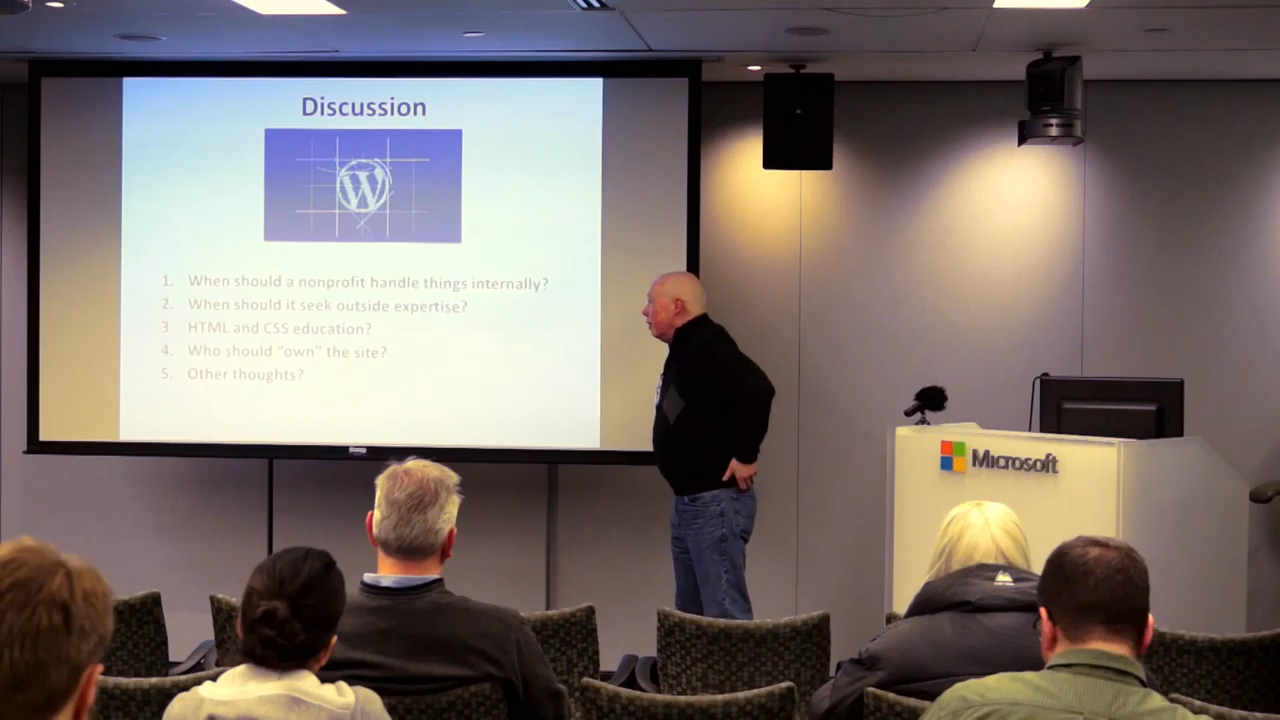 Discussion
W
1. When should a nonprofit handle things internally?
2. When should it seek outside expertise?
3. HTML and CSS education?
4. Who should "own" the site?
5. Other thoughts?
Microsoft